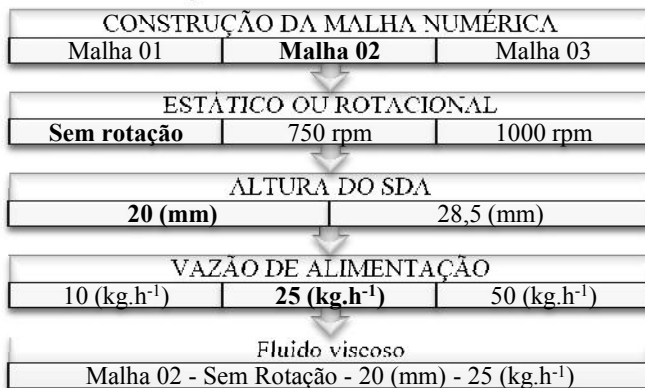 CONSTRUÇÃO DA MALHA NUMÉRICA
Malha 01 Malha 02 Malha 03
ESTÁTICO OU ROTACIONAL
Sem rotação 750 rpm 1000 rpm
ALTURA DO SDA
20 (mm) 28,5 (mm)
VAZÃO DE ALIMENTAÇÃO
10 (kg.h⁻¹) 25 (kg.h⁻¹) 50 (kg.h⁻¹)
Fluido viscoso
Malha 02 - Sem Rotação - 20 (mm) - 25 (kg.h⁻¹)